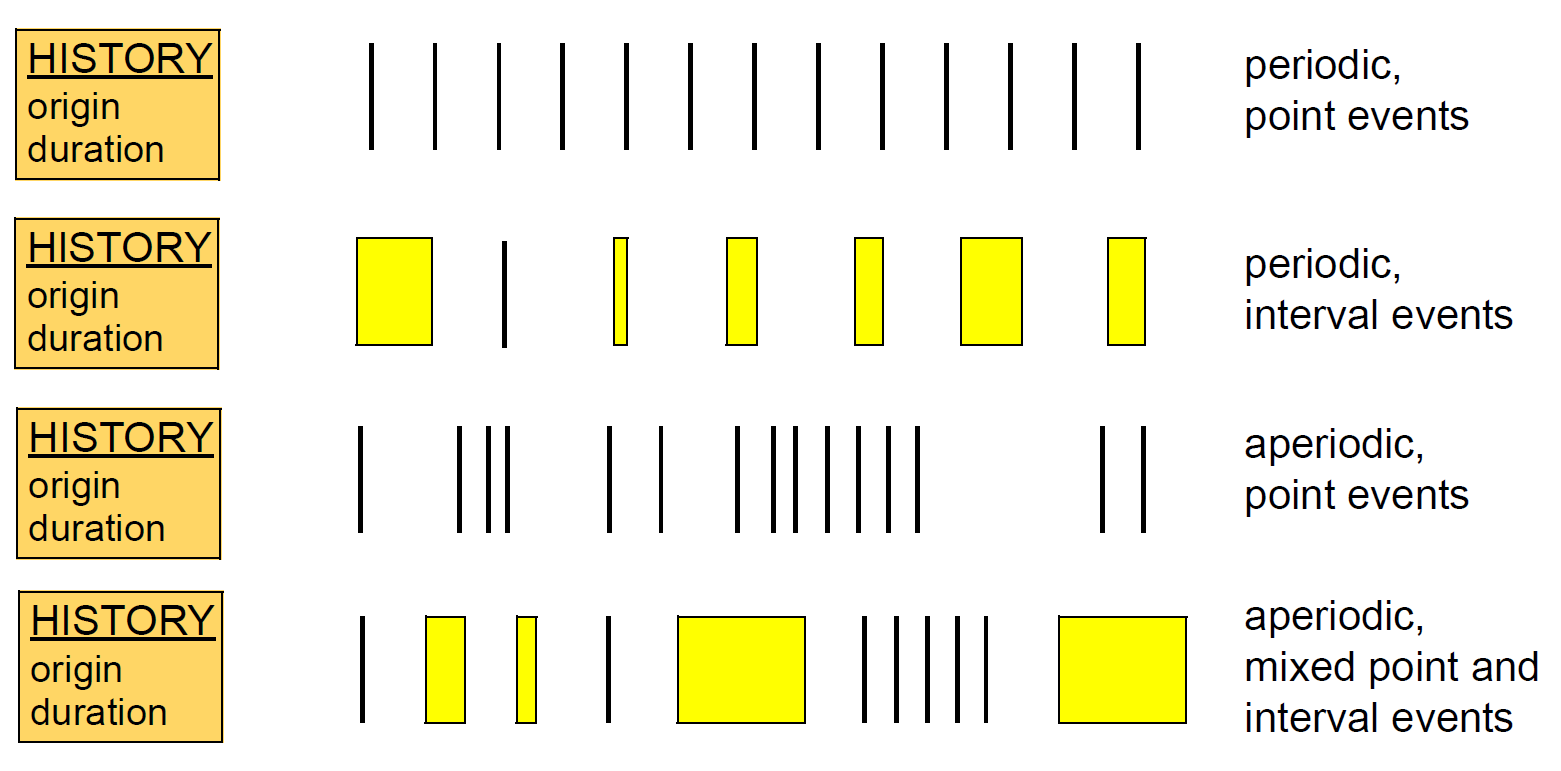 HISTORY
origin
duration
periodic,
point events
HISTORY
origin
duration
periodic,
interval events
HISTORY
origin
duration
aperiodic,
point events
HISTORY
origin
duration
aperiodic,
mixed point and
interval events